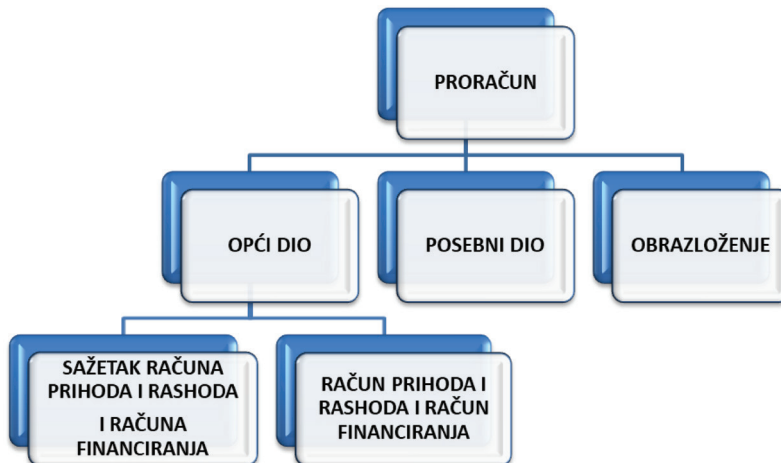 PRORAČUN
OPĆI DIO
POSEBNI DIO
OBRAZLOŽENJE
SAŽETAK RAČUNA
PRIHODA I RASHODA
I RAČUNA
FINANCIRANJA
RAČUN PRIHODA I
RASHODA I RAČUN
FINANCIRANJA